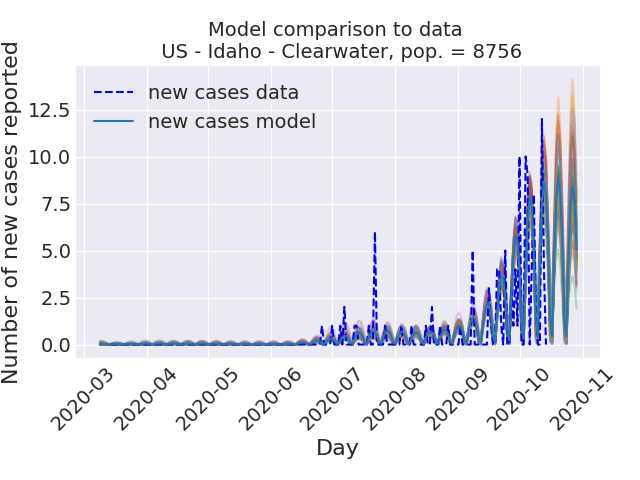 Model comparison to data
US - Idaho - Clearwater, pop. = 8756
Number of new cases reported
12.5
10.0
7.5
5.0
2.5
0.0
new cases data
new cases model
2020-03
2020-04
2020-05
2020-06
2020-07
2020-08
2020-09
2020-10
2020-11
Day